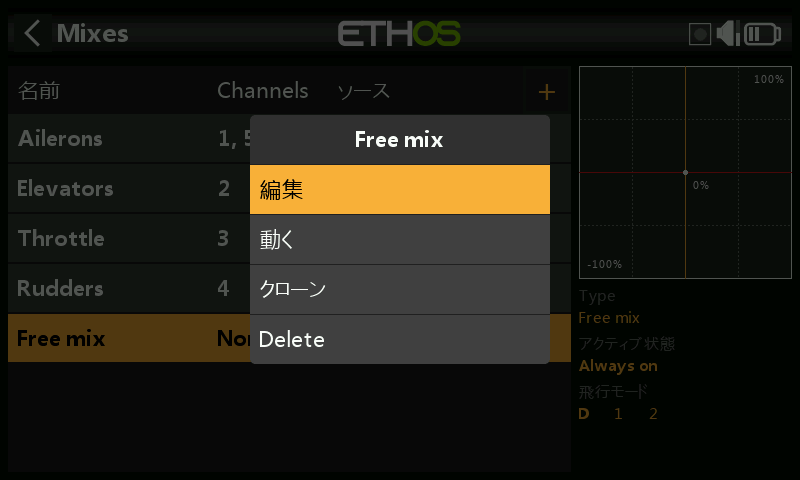 Mixes
ETHOS
名前 Channels ソース +
Ailerons 1, 5
Elevators 2
Throttle 3
Rudders 4
Free mix
Free mix
編集
動く
クローン
Delete
100%
0%
-100%
Type
Free mix
アクティブ状態
Always on
飛行モード
D 1 2